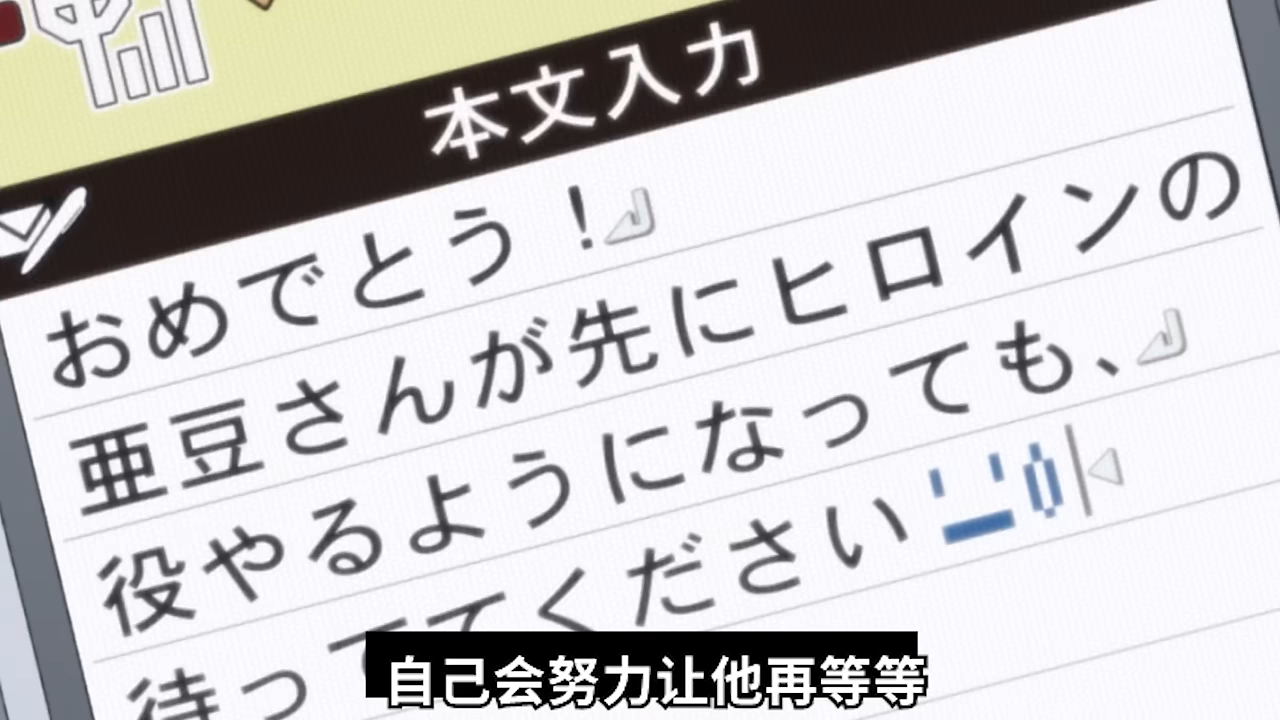 本文入力
おめでとう!
亜豆さんが先にヒロインの
役やるようになっても、
待っててください
自己会努力让他再等等